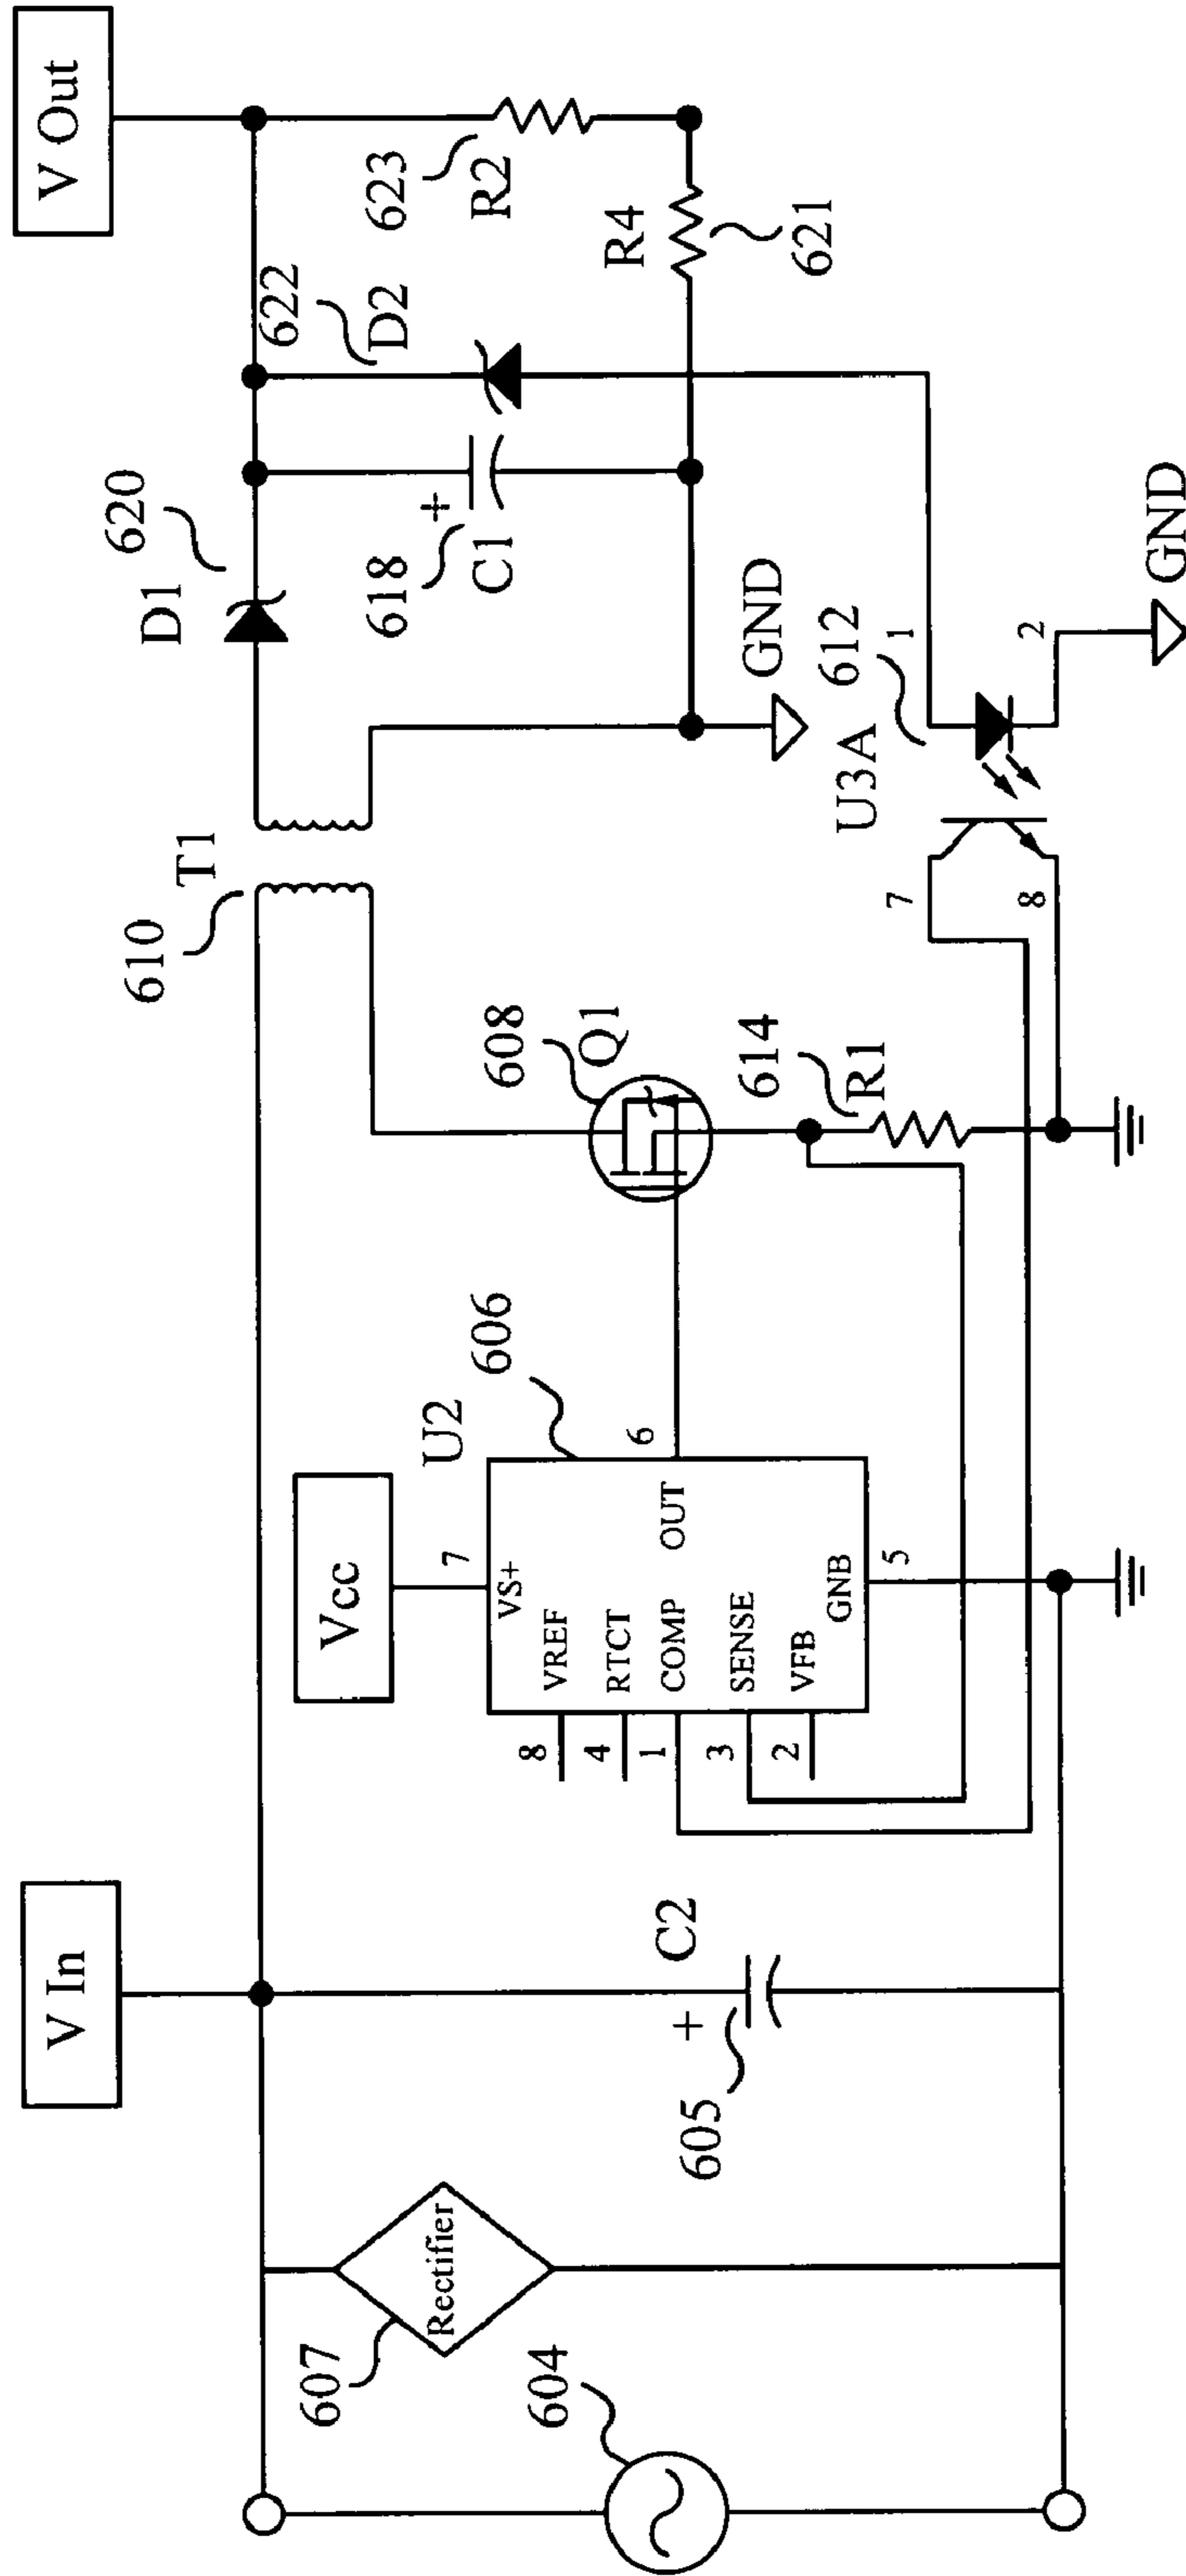 V In
V Out
Vcc
604
607
Rectifier
605
+
C2
U2
606
7
VS+
8
VREF
4
RTCT
1
COMP
OUT
6
3
SENSE
2
VFB
GNB
5
610
T1
608
Q1
614
R1
D1
620
618
+
C1
622
D2
623
R2
R4
621
GND
U3A
612
7
8
1
2
GND